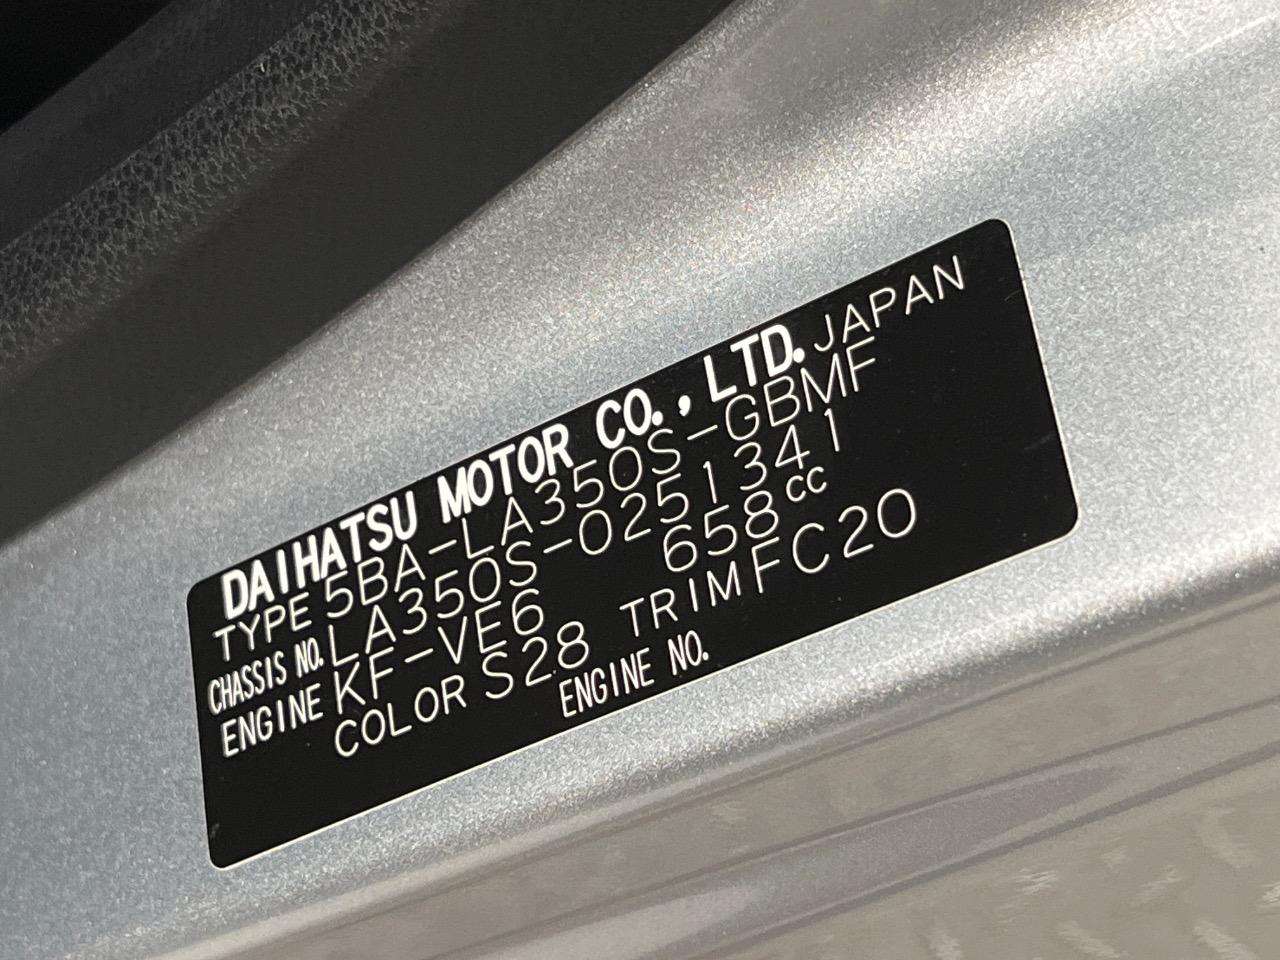 DAIHATSU MOTOR CO., LTD. JAPAN
TYPE 5BA-LA350S-GBMF
CHASSIS NO. LA350S-0251341
ENGINE KF-VE6 658cc
COLOR S28 TRIM FC20
ENGINE NO.